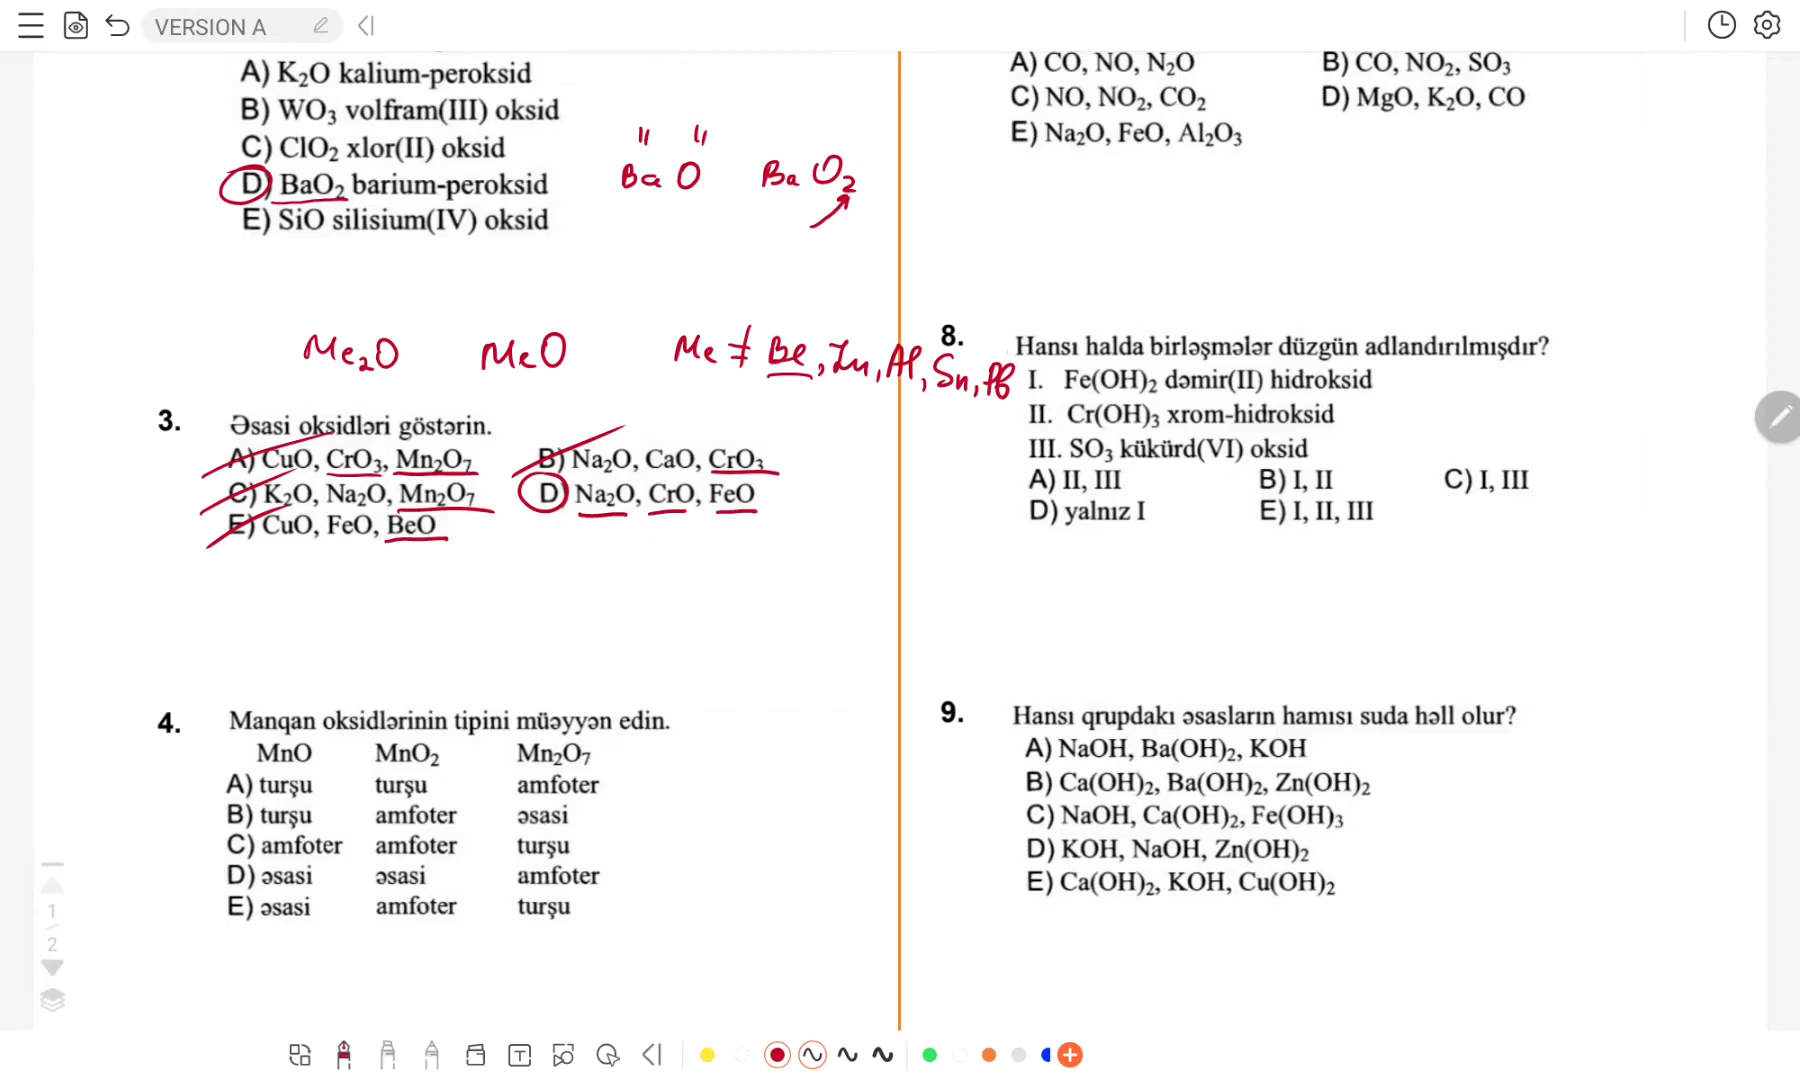 VERSION A
A) K₂O kalium-peroksid
B) WO₃ volfram(III) oksid
C) ClO₂ xlor(II) oksid
D) BaO₂ barium-peroksid
E) SiO silisium(IV) oksid
II II
BaO BaO₂
Me₂O MeO Me ≠ Be, Zn, Al, Sn, Pb
3. Əsasi oksidləri göstərin.
A) CuO, CrO₃, Mn₂O₇ B) Na₂O, CaO, CrO₃
C) K₂O, Na₂O, Mn₂O₇ D) Na₂O, CrO, FeO
E) CuO, FeO, BeO
4. Manqan oksidlərinin tipini müəyyən edin.
MnO MnO₂ Mn₂O₇
A) turşu turşu amfoter
B) turşu amfoter əsasi
C) amfoter amfoter turşu
D) əsasi əsasi amfoter
E) əsasi amfoter turşu
A) CO, NO, N₂O B) CO, NO₂, SO₃
C) NO, NO₂, CO₂ D) MgO, K₂O, CO
E) Na₂O, FeO, Al₂O₃
8. Hansı halda birləşmələr düzgün adlandırılmışdır?
I. Fe(OH)₂ dəmir(II) hidroksid
II. Cr(OH)₃ xrom-hidroksid
III. SO₃ kükürd(VI) oksid
A) II, III B) I, II C) I, III
D) yalnız I E) I, II, III
9. Hansı qrupdakı əsasların hamısı suda həll olur?
A) NaOH, Ba(OH)₂, KOH
B) Ca(OH)₂, Ba(OH)₂, Zn(OH)₂
C) NaOH, Ca(OH)₂, Fe(OH)₃
D) KOH, NaOH, Zn(OH)₂
E) Ca(OH)₂, KOH, Cu(OH)₂
1
2